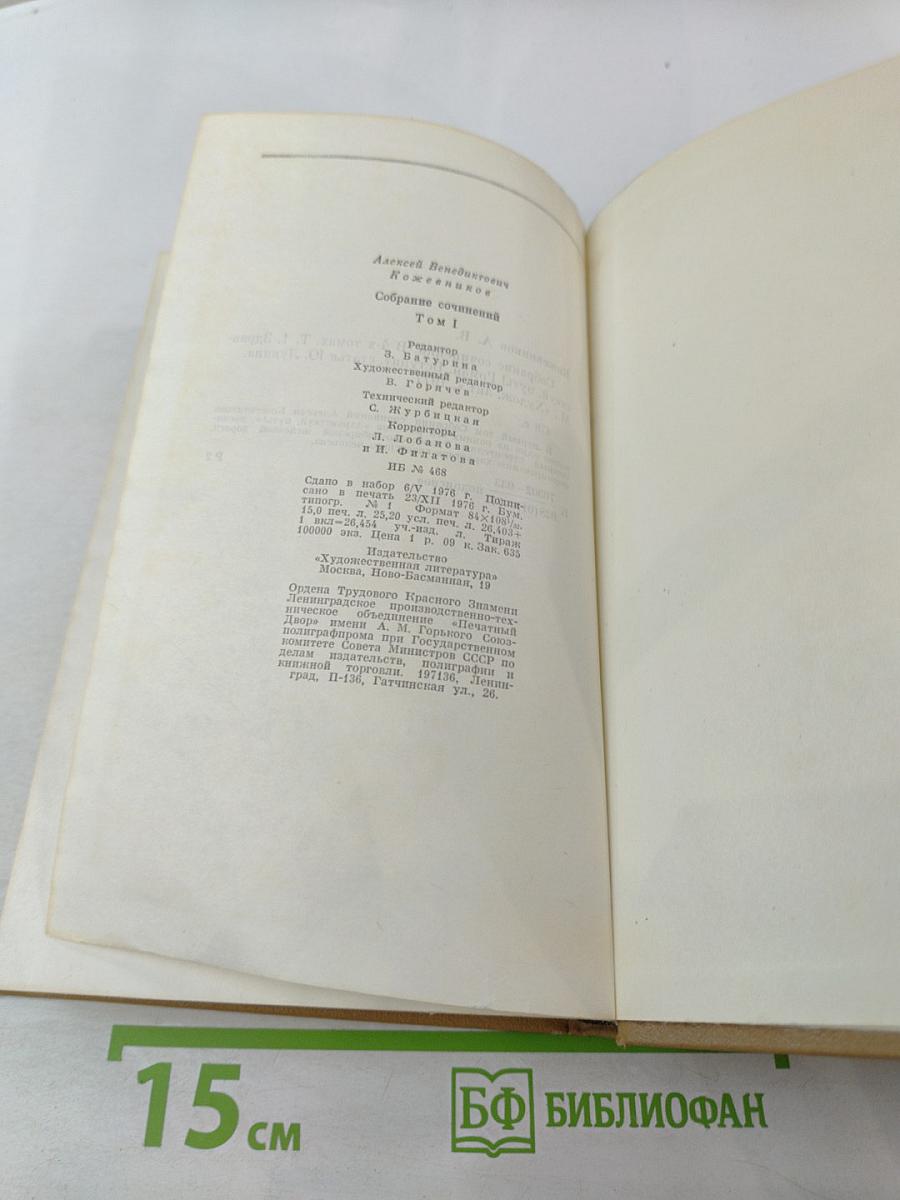 Алексей Венедиктович
Кожевников
Собрание сочинений
Том I
Редактор
З. Батурина
Художественный редактор
В. Горячев
Технический редактор
С. Журбицкая
Корректоры
Л. Лобанова
и И. Филатова
ИБ № 468
Сдано в набор 6/V 1976 г. Подпи-
сано в печать 23/XII 1976 г. Бум.
типогр. № 1 Формат 84×108¹/₃₂.
15,0 печ. л. 25,20 усл. печ. л. 26,403+
1 вкл=26,454 уч.-изд. л. Тираж
100000 экз. Цена 1 р. 09 к. Зак. 635
Издательство
«Художественная литература»
Москва, Ново-Басманная, 19
Ордена Трудового Красного Знамени
Ленинградское производственно-тех-
ническое объединение «Печатный
Двор» имени А. М. Горького Союз-
полиграфпрома при Государственном
комитете Совета Министров СССР по
делам издательств, полиграфии и
книжной торговли. 197136, Ленин-
град, П-136, Гатчинская ул., 26.
15 см
БФ БИБЛИОФАН